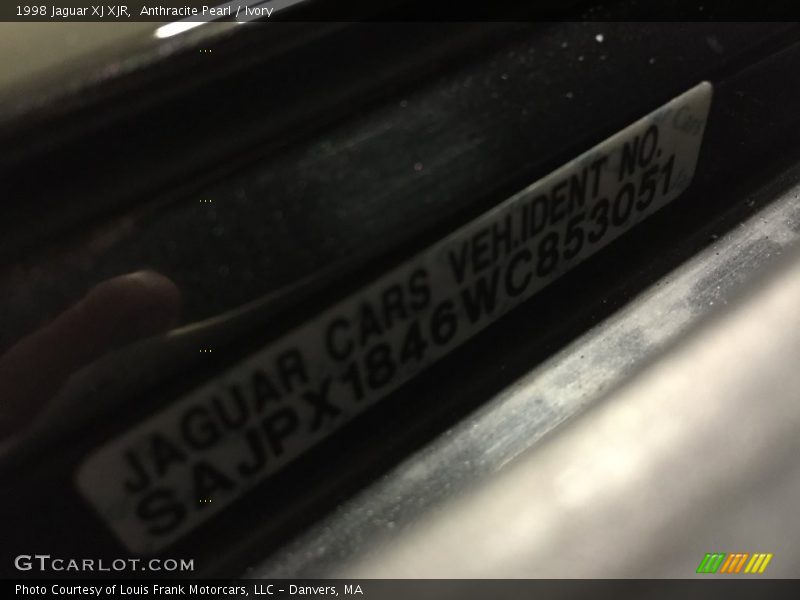 1998 Jaguar XJ XJR, Anthracite Pearl / Ivory
JAGUAR CARS VEH.IDENT NO.
SAJPX1846WC853051
GTCARLOT.COM
Photo Courtesy of Louis Frank Motorcars, LLC – Danvers, MA